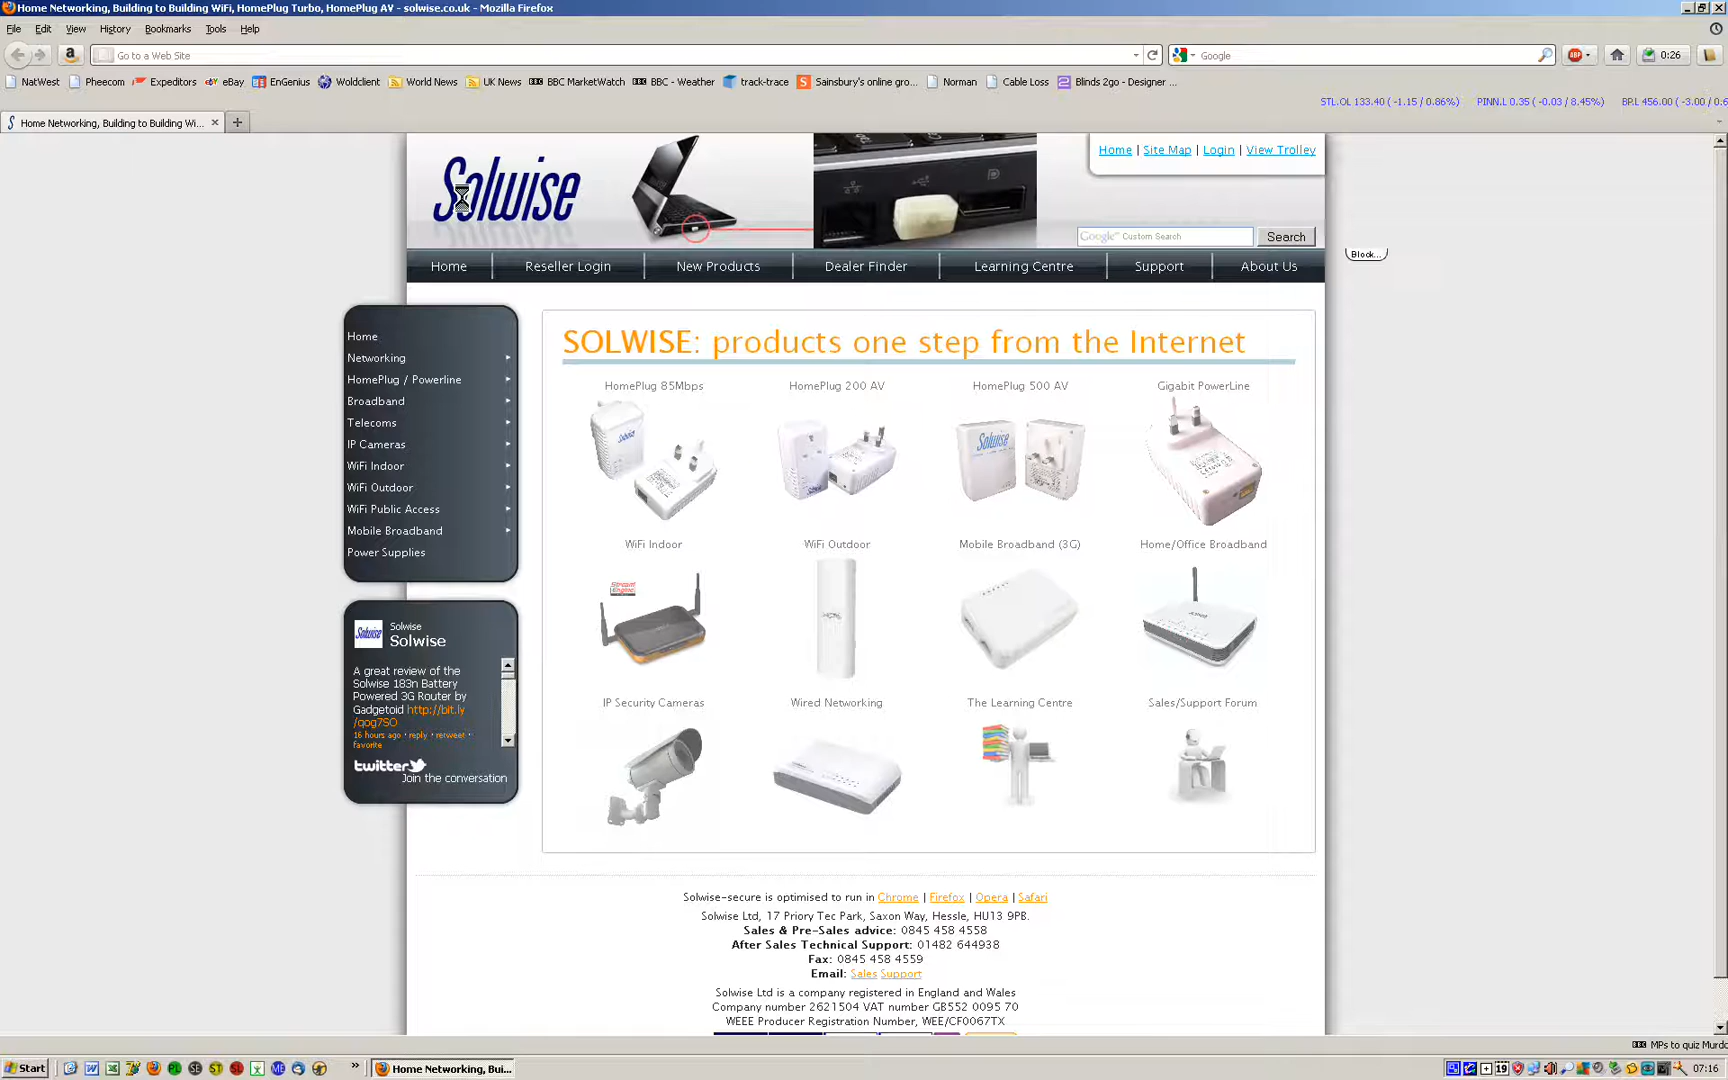 Home Networking, Building to Building WiFi, HomePlug Turbo, HomePlug AV - solwise.co.uk - Mozilla Firefox
File Edit View History Bookmarks Tools Help
Go to a Web Site
Google
0:26
NatWest Pheecom Expeditors eBay EnGenius Woldclient World News UK News BBC MarketWatch BBC - Weather track-trace Sainsbury's online gro... Norman Cable Loss Blinds 2go - Designer ...
STL.OL 133.40 ( -1.15 / 0.86%) PINN.L 0.35 ( -0.03 / 8.45%) BP.L 456.00 ( -3.00 / 0.6
Home Networking, Building to Building Wi...
Solwise
Home | Site Map | Login | View Trolley
Google™ Custom Search Search
Home Reseller Login New Products Dealer Finder Learning Centre Support About Us
Block...
Home
Networking
HomePlug / Powerline
Broadband
Telecoms
IP Cameras
WiFi Indoor
WiFi Outdoor
WiFi Public Access
Mobile Broadband
Power Supplies
Solwise
Solwise
Solwise
A great review of the
Solwise 183n Battery
Powered 3G Router by
Gadgetoid http://bit.ly
/qog7SO
16 hours ago · reply · retweet ·
favorite
twitter
Join the conversation
SOLWISE: products one step from the Internet
HomePlug 85Mbps HomePlug 200 AV HomePlug 500 AV Gigabit PowerLine
Solwise
Solwise
WiFi Indoor WiFi Outdoor Mobile Broadband (3G) Home/Office Broadband
Stream Engine
IP Security Cameras Wired Networking The Learning Centre Sales/Support Forum
Solwise-secure is optimised to run in Chrome | Firefox | Opera | Safari
Solwise Ltd, 17 Priory Tec Park, Saxon Way, Hessle, HU13 9PB.
Sales & Pre-Sales advice: 0845 458 4558
After Sales Technical Support: 01482 644938
Fax: 0845 458 4559
Email: Sales Support
Solwise Ltd is a company registered in England and Wales
Company number 2621504 VAT number GB552 0095 70
WEEE Producer Registration Number, WEE/CF0067TX
MPs to quiz Murdo
Start
Home Networking, Bui...
19
07:16